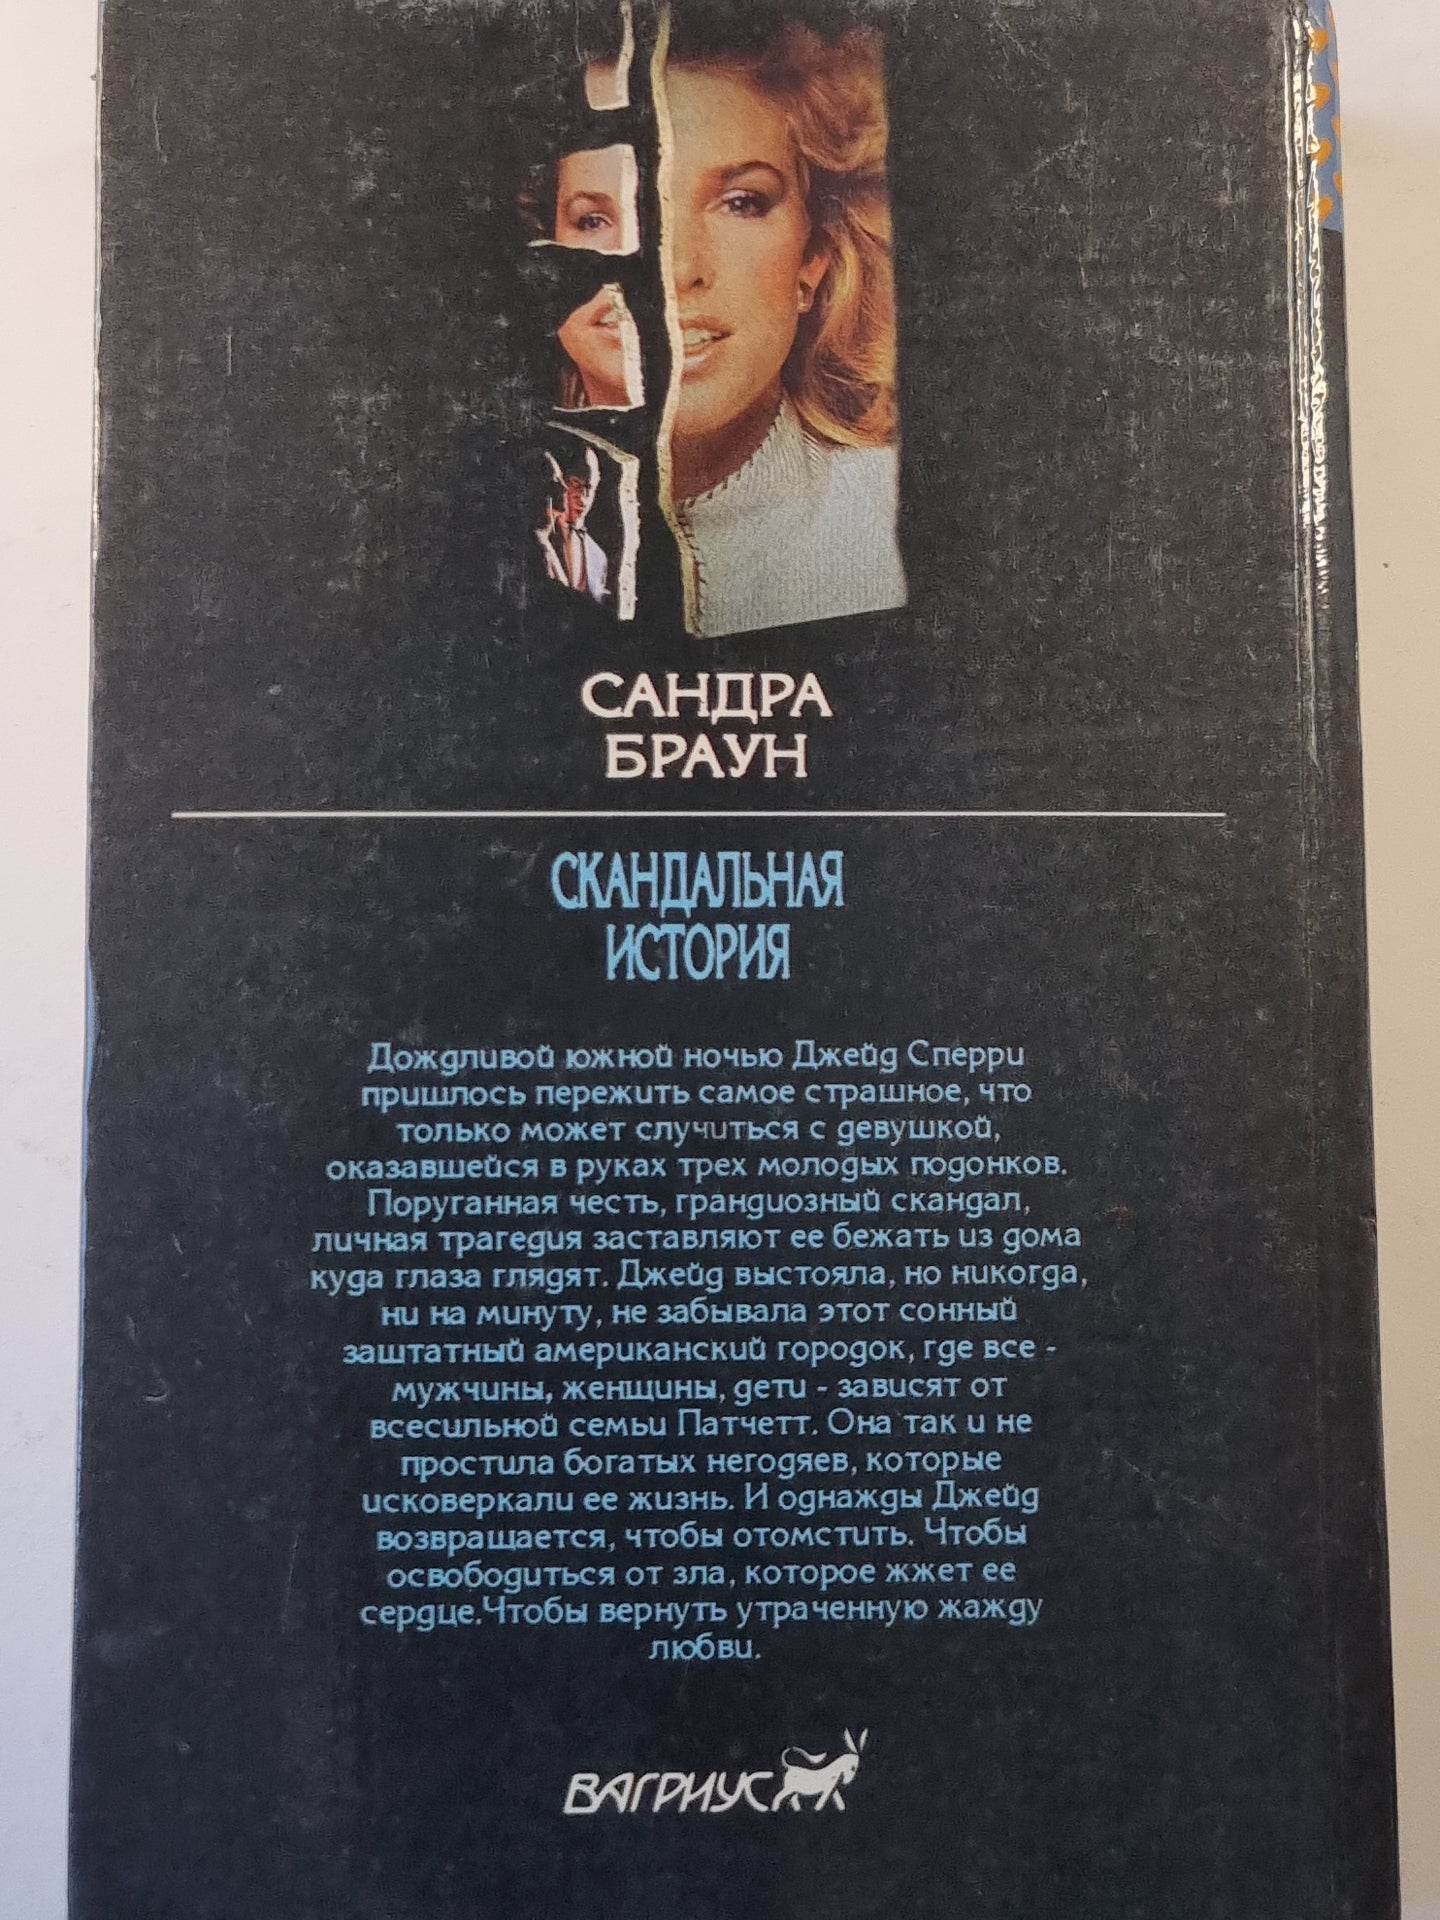 САНДРА
БРАУН
СКАНДАЛЬНАЯ
ИСТОРИЯ
Дождливой южной ночью Джейд Сперри
пришлось пережить самое страшное, что
только может случиться с девушкой,
оказавшейся в руках трех молодых подонков.
Поруганная честь, грандиозный скандал,
личная трагедия заставляют ее бежать из дома
куда глаза глядят. Джейд выстояла, но никогда,
ни на минуту, не забывала этот сонный
заштатный американский городок, где все -
мужчины, женщины, дети - зависят от
всесильной семьи Патчетт. Она так и не
простила богатых негодяев, которые
исковеркали ее жизнь. И однажды Джейд
возвращается, чтобы отомстить. Чтобы
освободиться от зла, которое жжет ее
сердце.Чтобы вернуть утраченную жажду
любви.
ВАГРИУС